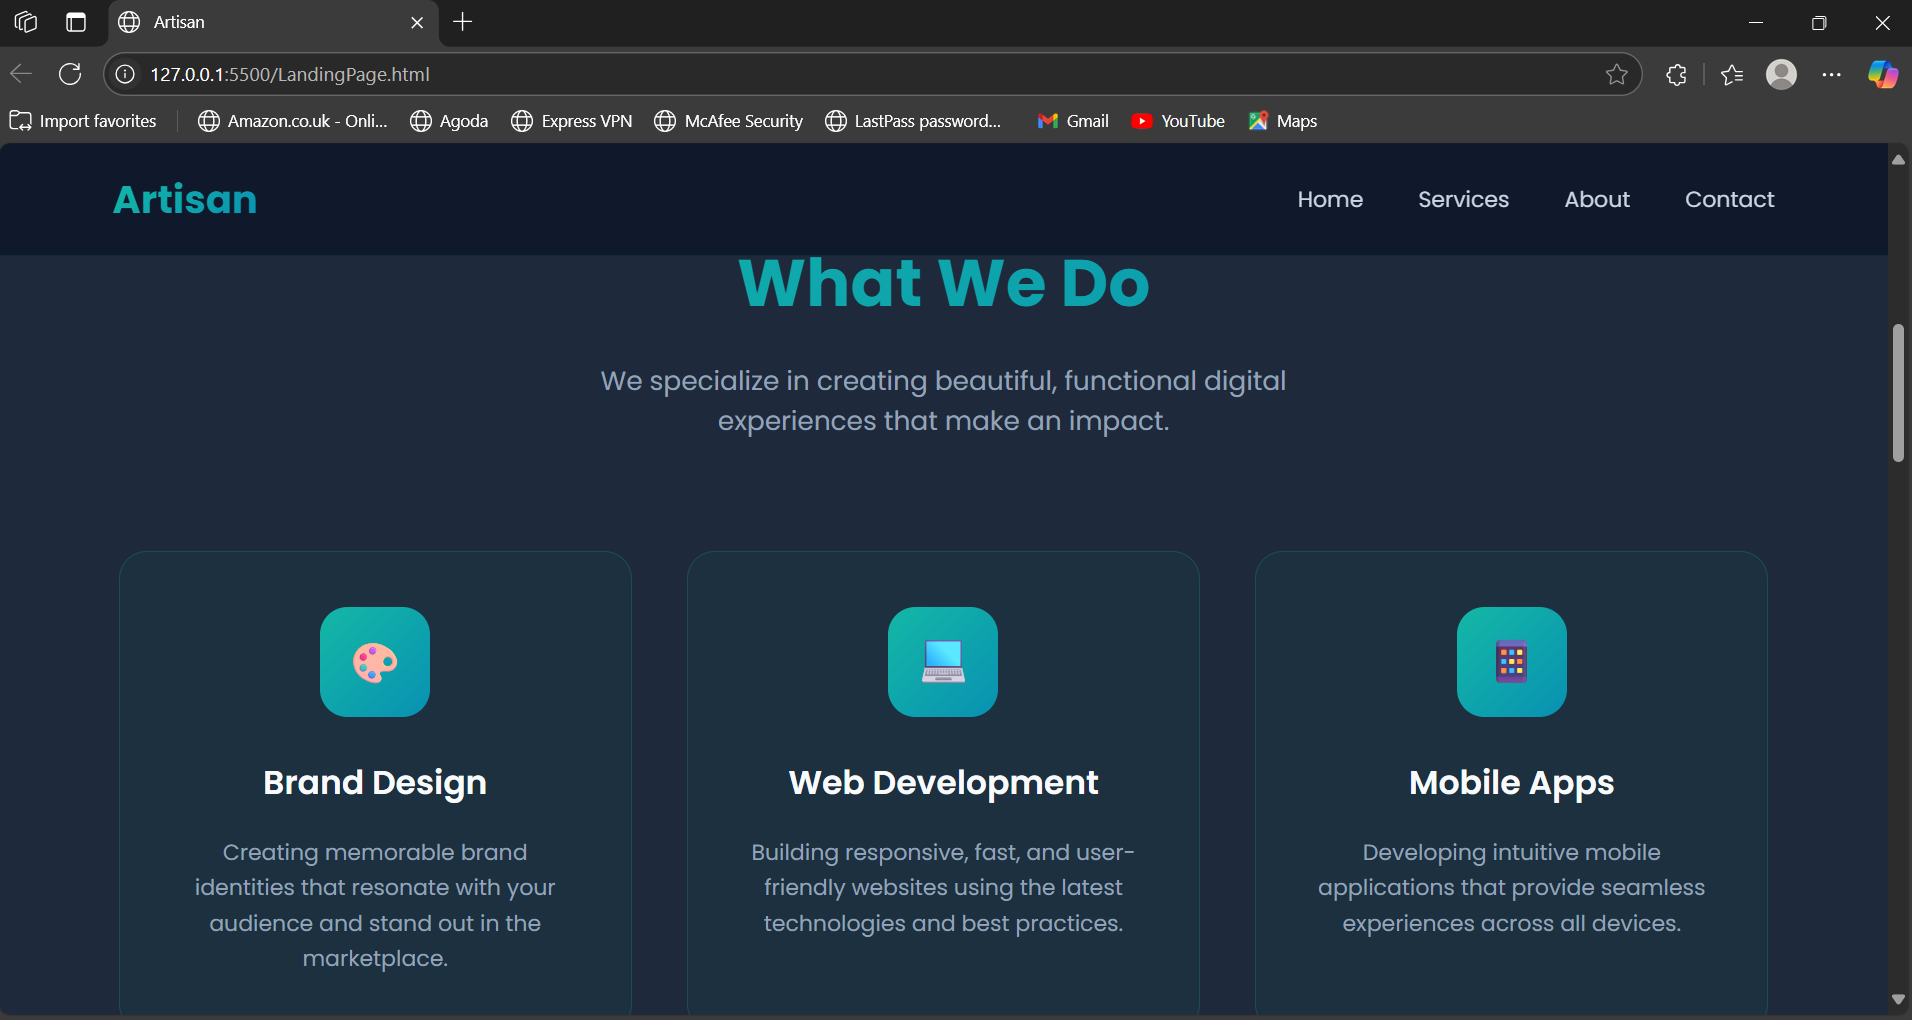 Artisan
127.0.0.1:5500/LandingPage.html
Import favorites Amazon.co.uk - Onli... Agoda Express VPN McAfee Security LastPass password... Gmail YouTube Maps
Artisan Home Services About Contact
What We Do
We specialize in creating beautiful, functional digital
experiences that make an impact.
Brand Design
Creating memorable brand
identities that resonate with your
audience and stand out in the
marketplace.
Web Development
Building responsive, fast, and user-
friendly websites using the latest
technologies and best practices.
Mobile Apps
Developing intuitive mobile
applications that provide seamless
experiences across all devices.